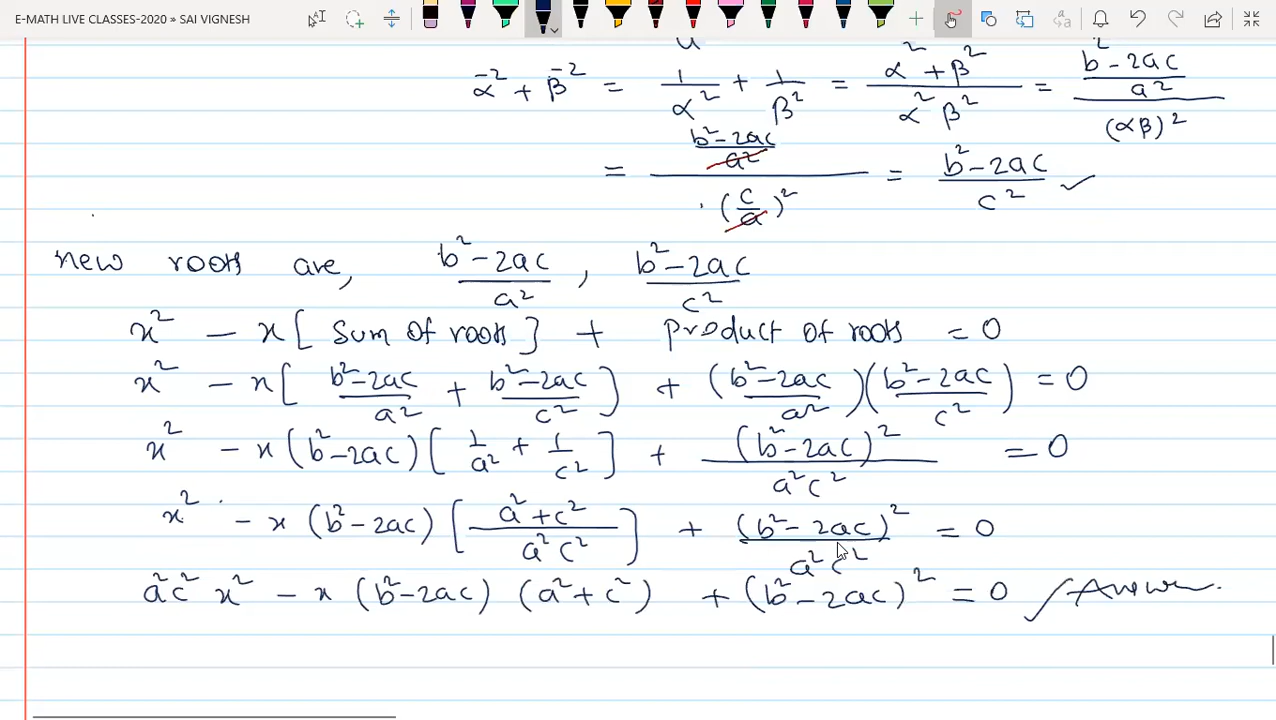 E-MATH LIVE CLASSES-2020 » SAI VIGNESH
α⁻² + β⁻² = 1/α² + 1/β² = (α² + β²)/(α² β²) = ((b² - 2ac)/a²)/(αβ)²
= ((b² - 2ac)/a²)/(c/a)² = (b² - 2ac)/c² ✓
new roots are, (b² - 2ac)/a², (b² - 2ac)/c²
x² - x[ Sum of roots ] + product of roots = 0
x² - x[ (b² - 2ac)/a² + (b² - 2ac)/c² ] + ((b² - 2ac)/a²)((b² - 2ac)/c²) = 0
x² - x(b² - 2ac)[ 1/a² + 1/c² ] + (b² - 2ac)²/(a²c²) = 0
x² - x(b² - 2ac)[ (a² + c²)/(a²c²) ] + (b² - 2ac)²/(a²c²) = 0
a²c² x² - x (b² - 2ac) (a² + c²) + (b² - 2ac)² = 0 ✓ Answer.